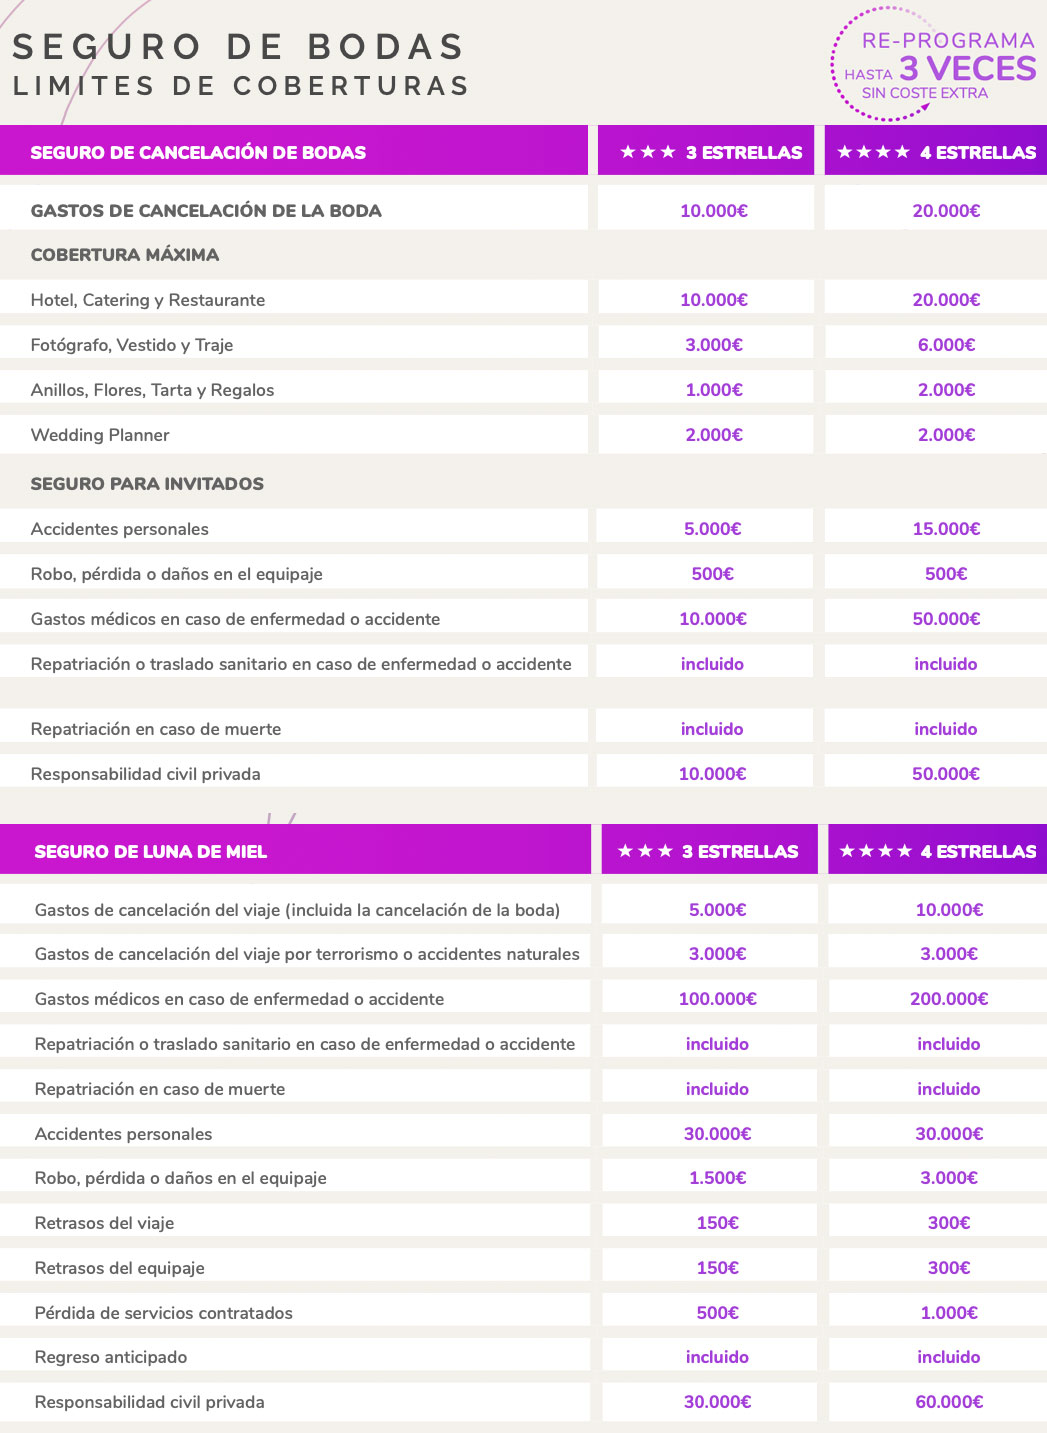 SEGURO DE BODAS
LIMITES DE COBERTURAS
RE-PROGRAMA
HASTA 3 VECES
SIN COSTE EXTRA
SEGURO DE CANCELACIÓN DE BODAS ★★★ 3 ESTRELLAS ★★★★ 4 ESTRELLAS
GASTOS DE CANCELACIÓN DE LA BODA 10.000€ 20.000€
COBERTURA MÁXIMA
Hotel, Catering y Restaurante 10.000€ 20.000€
Fotógrafo, Vestido y Traje 3.000€ 6.000€
Anillos, Flores, Tarta y Regalos 1.000€ 2.000€
Wedding Planner 2.000€ 2.000€
SEGURO PARA INVITADOS
Accidentes personales 5.000€ 15.000€
Robo, pérdida o daños en el equipaje 500€ 500€
Gastos médicos en caso de enfermedad o accidente 10.000€ 50.000€
Repatriación o traslado sanitario en caso de enfermedad o accidente incluido incluido
Repatriación en caso de muerte incluido incluido
Responsabilidad civil privada 10.000€ 50.000€
SEGURO DE LUNA DE MIEL ★★★ 3 ESTRELLAS ★★★★ 4 ESTRELLAS
Gastos de cancelación del viaje (incluida la cancelación de la boda) 5.000€ 10.000€
Gastos de cancelación del viaje por terrorismo o accidentes naturales 3.000€ 3.000€
Gastos médicos en caso de enfermedad o accidente 100.000€ 200.000€
Repatriación o traslado sanitario en caso de enfermedad o accidente incluido incluido
Repatriación en caso de muerte incluido incluido
Accidentes personales 30.000€ 30.000€
Robo, pérdida o daños en el equipaje 1.500€ 3.000€
Retrasos del viaje 150€ 300€
Retrasos del equipaje 150€ 300€
Pérdida de servicios contratados 500€ 1.000€
Regreso anticipado incluido incluido
Responsabilidad civil privada 30.000€ 60.000€